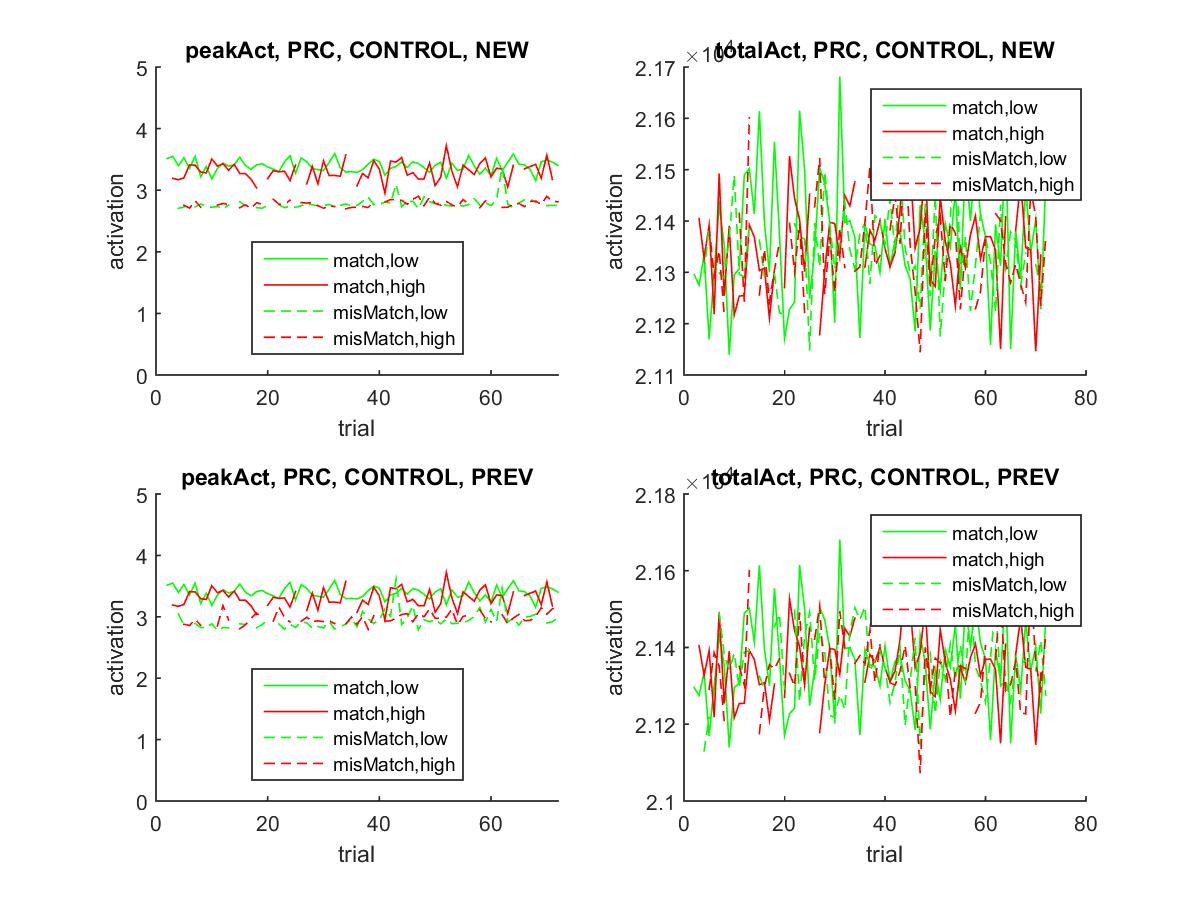 peakAct, PRC, CONTROL, NEW
5
4
3
2
1
0
activation
match,low
match,high
misMatch,low
misMatch,high
0 20 40 60
trial
×10⁴
totalAct, PRC, CONTROL, NEW
2.17
2.16
2.15
2.14
2.13
2.12
2.11
activation
match,low
match,high
misMatch,low
misMatch,high
0 20 40 60 80
trial
peakAct, PRC, CONTROL, PREV
5
4
3
2
1
0
activation
match,low
match,high
misMatch,low
misMatch,high
0 20 40 60
trial
×10⁴
totalAct, PRC, CONTROL, PREV
2.18
2.16
2.14
2.12
2.1
activation
match,low
match,high
misMatch,low
misMatch,high
0 20 40 60 80
trial